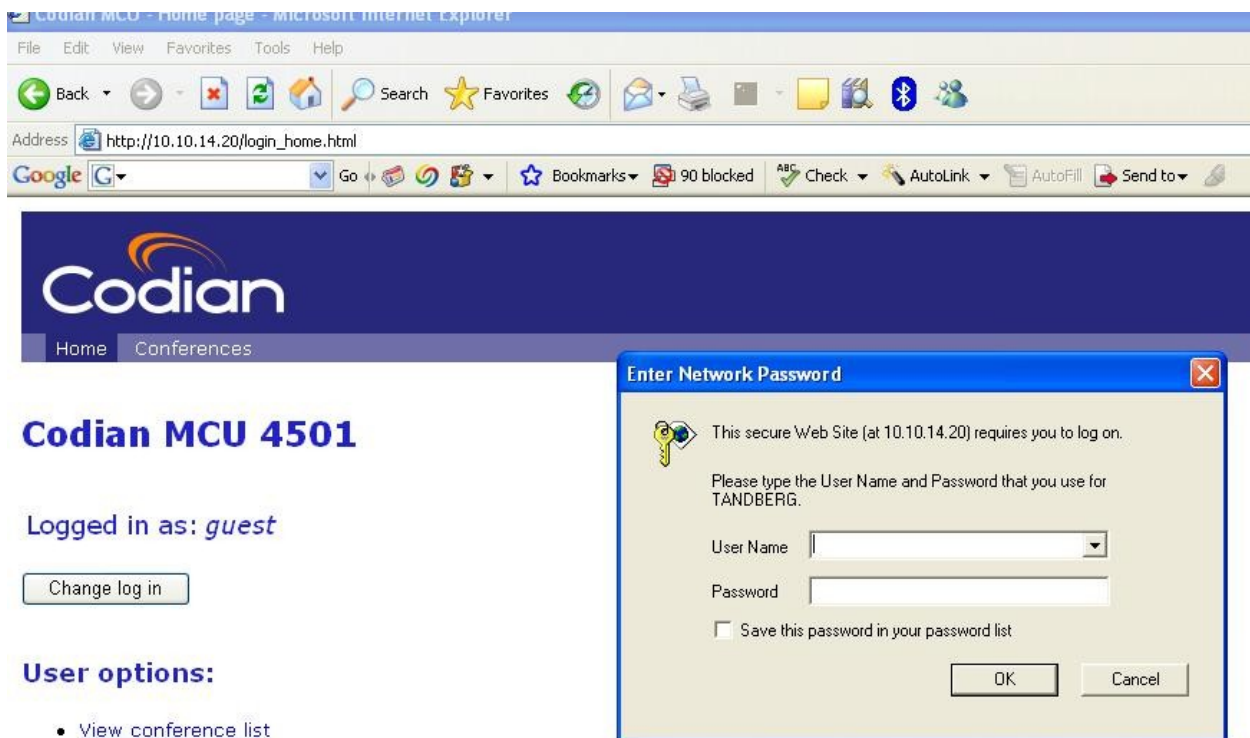 Codian MCU - Home page - Microsoft Internet Explorer
File Edit View Favorites Tools Help
Back Search Favorites
Address http://10.10.14.20/login_home.html
Google G Go Bookmarks 90 blocked ABC Check AutoLink AutoFill Send to
Codian
Home Conferences
Codian MCU 4501
Logged in as: guest
Change log in
User options:
• View conference list
Enter Network Password
This secure Web Site (at 10.10.14.20) requires you to log on.
Please type the User Name and Password that you use for
TANDBERG.
User Name
Password
Save this password in your password list
OK Cancel